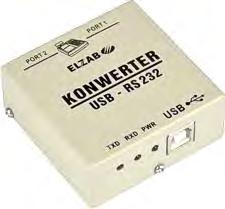 PORT 2
PORT 1
ELZAB
KONWERTER
USB - RS232
USB
TXD RXD PWR